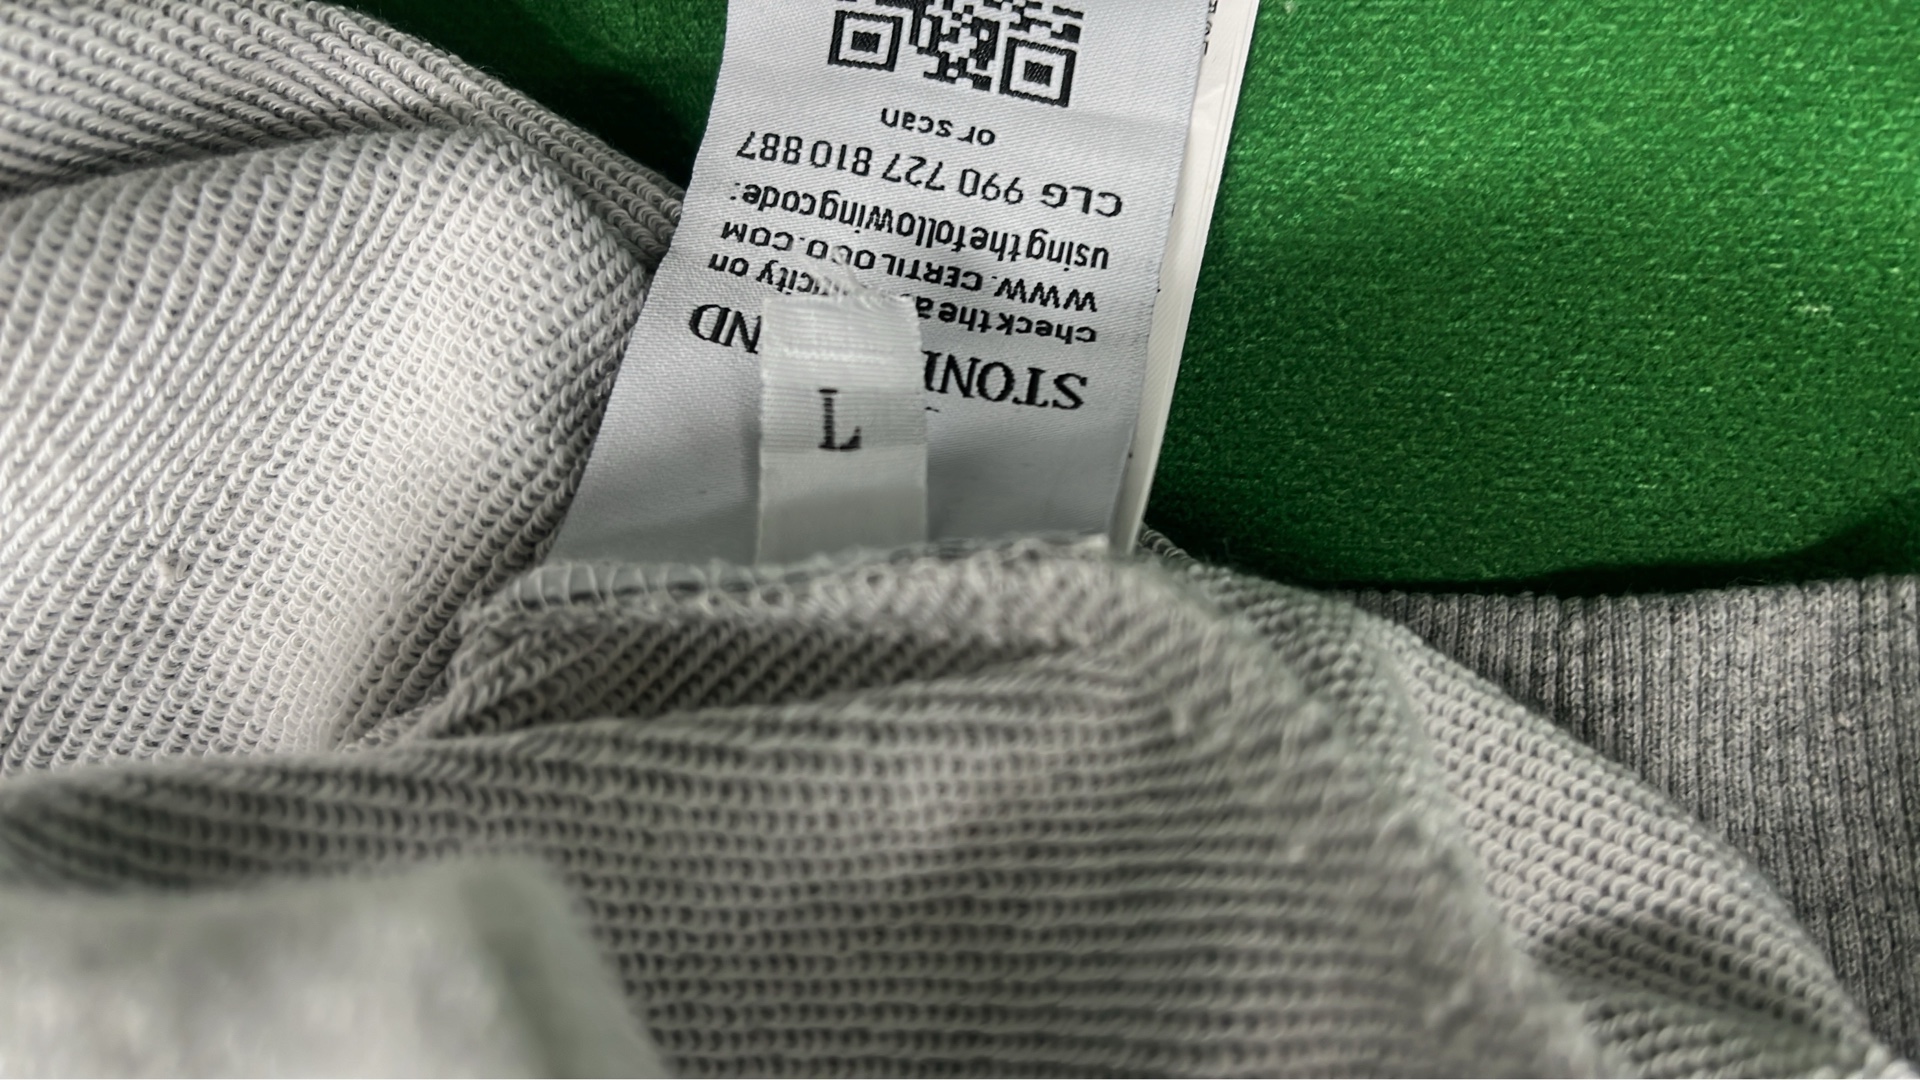 STON ND
check the on
WWW.CERTILOGO.COM
using the following code:
CLG 990 727 810 887
or scan
L